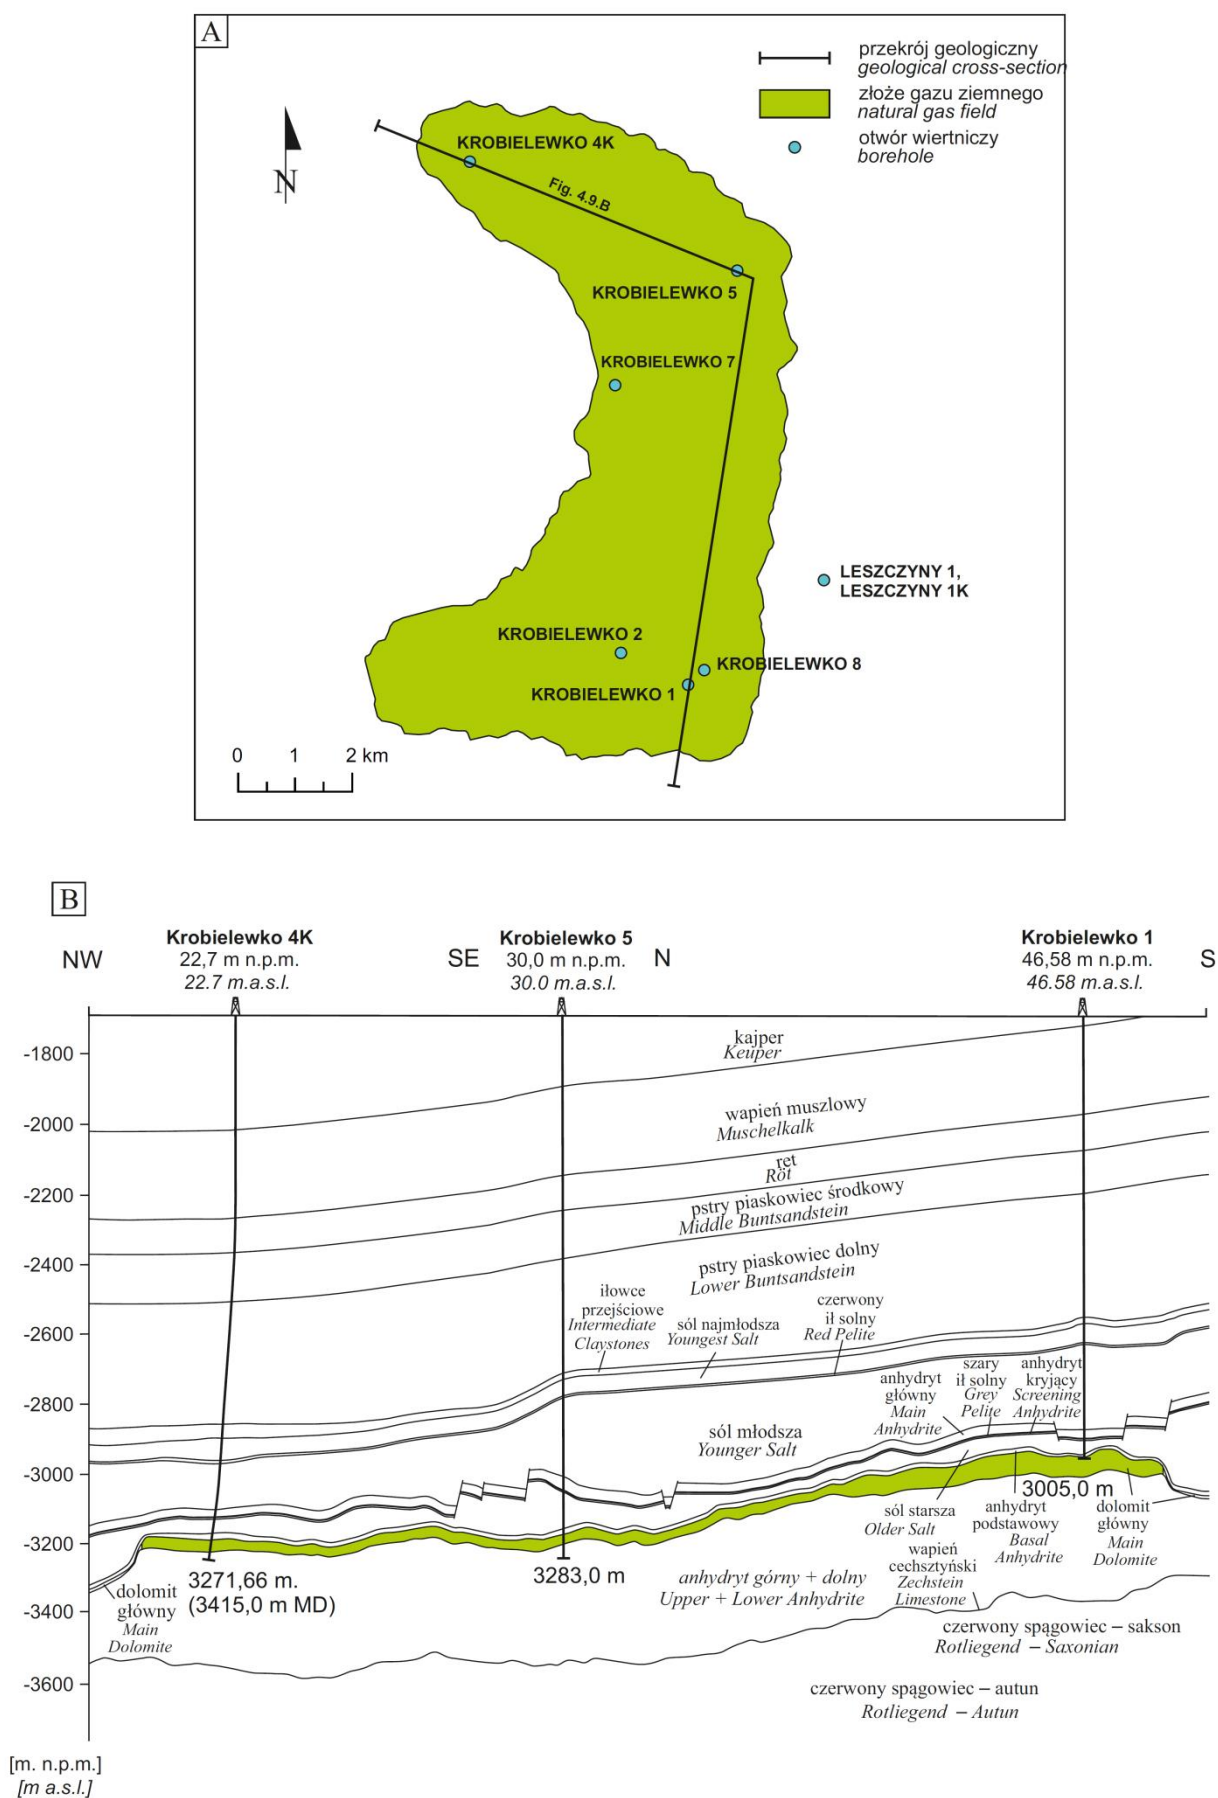 A
przekrój geologiczny
geological cross-section
złoże gazu ziemnego
natural gas field
otwór wiertniczy
borehole
N
KROBIELEWKO 4K
Fig. 4.9.B
KROBIELEWKO 5
KROBIELEWKO 7
LESZCZYNY 1,
LESZCZYNY 1K
KROBIELEWKO 2
KROBIELEWKO 8
KROBIELEWKO 1
0 1 2 km
B
NW
Krobielewko 4K
22,7 m n.p.m.
22.7 m.a.s.l.
SE
Krobielewko 5
30,0 m n.p.m.
30.0 m.a.s.l.
N
Krobielewko 1
46,58 m n.p.m.
46.58 m.a.s.l.
S
-1800
-2000
-2200
-2400
-2600
-2800
-3000
-3200
-3400
-3600
[m. n.p.m.]
[m a.s.l.]
kajper
Keuper
wapień muszlowy
Muschelkalk
ret
Röt
pstry piaskowiec środkowy
Middle Buntsandstein
pstry piaskowiec dolny
Lower Buntsandstein
iłowce
przejściowe
Intermediate
Claystones
sól najmłodsza
Youngest Salt
czerwony
ił solny
Red Pelite
anhydryt
główny
Main
Anhydrite
szary
ił solny
Grey
Pelite
anhydryt
kryjący
Screening
Anhydrite
sól młodsza
Younger Salt
3005,0 m
sól starsza
Older Salt
anhydryt
podstawowy
Basal
Anhydrite
dolomit
główny
Main
Dolomite
wapień
cechsztyński
Zechstein
Limestone
3271,66 m.
(3415,0 m MD)
3283,0 m
dolomit
główny
Main
Dolomite
anhydryt górny + dolny
Upper + Lower Anhydrite
czerwony spągowiec – sakson
Rotliegend – Saxonian
czerwony spągowiec – autun
Rotliegend – Autun